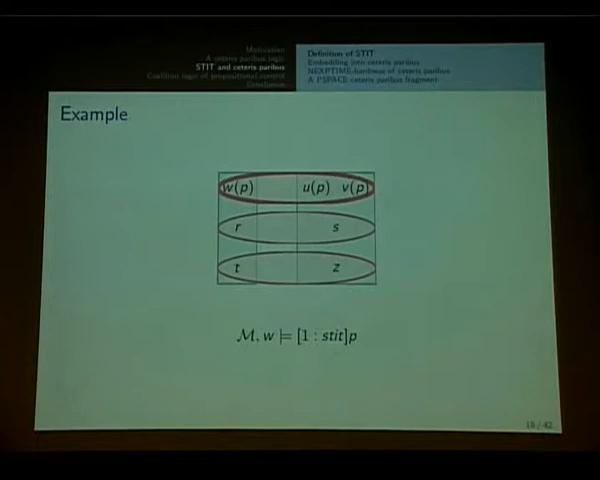 Motivation
A ceteris paribus logic
STIT and ceteris paribus
Coalition logic of propositional control
Conclusion
Definition of STIT
Embedding into ceteris paribus
NEXPTIME-hardness of ceteris paribus
A PSPACE ceteris paribus fragment
Example
w(p) u(p) v(p)
r s
t z
M, w ⊨ [1 : stit]p
18 / 42